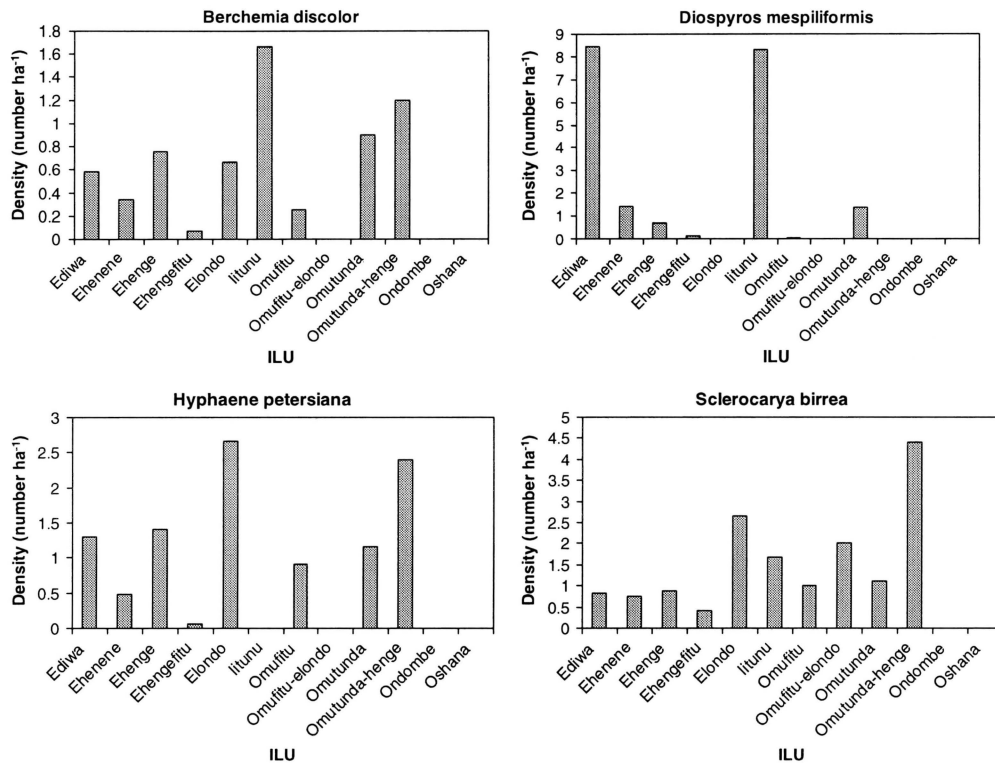 Berchemia discolor
Density (number ha⁻¹)
1.8
1.6
1.4
1.2
1
0.8
0.6
0.4
0.2
0
Ediwa
Ehenene
Ehenge
Ehengefitu
Elondo
Iitunu
Omufitu
Omufitu-elondo
Omutunda
Omutunda-henge
Ondombe
Oshana
ILU
Diospyros mespiliformis
Density (number ha⁻¹)
9
8
7
6
5
4
3
2
1
0
Ediwa
Ehenene
Ehenge
Ehengefitu
Elondo
Iitunu
Omufitu
Omufitu-elondo
Omutunda
Omutunda-henge
Ondombe
Oshana
ILU
Hyphaene petersiana
Density (number ha⁻¹)
3
2.5
2
1.5
1
0.5
0
Ediwa
Ehenene
Ehenge
Ehengefitu
Elondo
Iitunu
Omufitu
Omufitu-elondo
Omutunda
Omutunda-henge
Ondombe
Oshana
ILU
Sclerocarya birrea
Density (number ha⁻¹)
5
4.5
4
3.5
3
2.5
2
1.5
1
0.5
0
Ediwa
Ehenene
Ehenge
Ehengefitu
Elondo
Iitunu
Omufitu
Omufitu-elondo
Omutunda
Omutunda-henge
Ondombe
Oshana
ILU